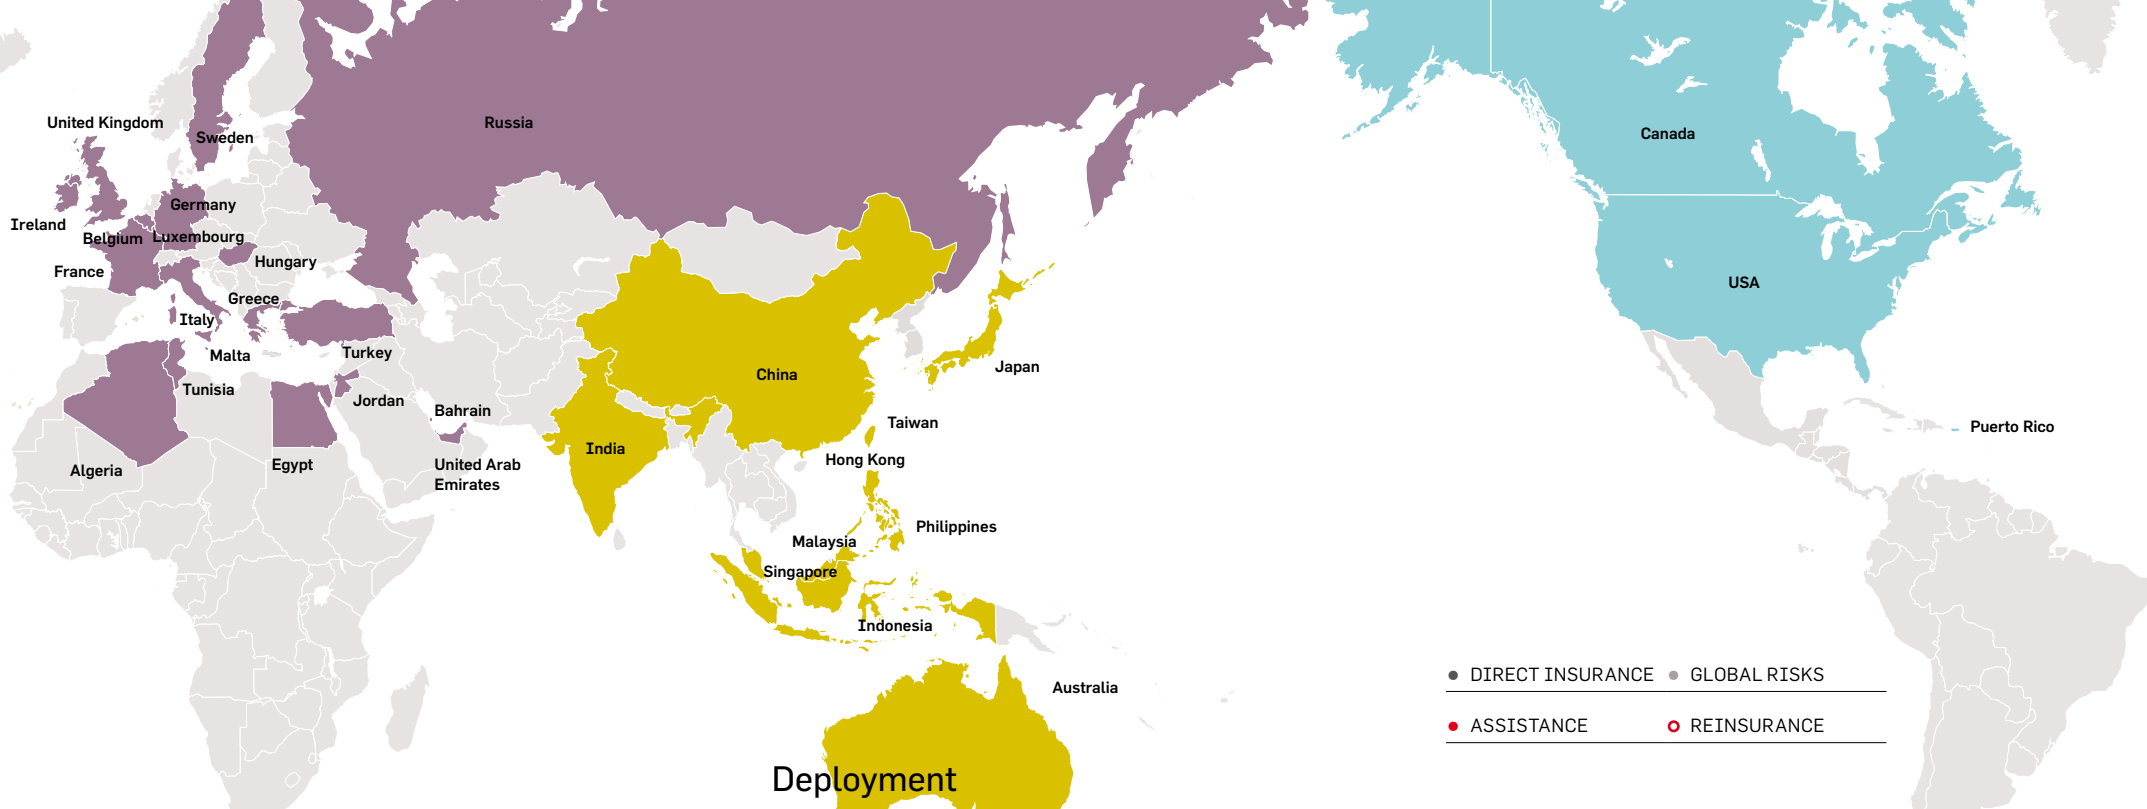 United Kingdom
Sweden
Russia
Canada
Germany
Ireland
Belgium
Luxembourg
Hungary
France
USA
Greece
Italy
Malta
Turkey
Japan
China
Tunisia
Jordan
Bahrain
Taiwan
Puerto Rico
India
Hong Kong
Algeria
Egypt
United Arab
Emirates
Philippines
Malaysia
Singapore
Indonesia
Australia
DIRECT INSURANCE
GLOBAL RISKS
ASSISTANCE
REINSURANCE
Deployment